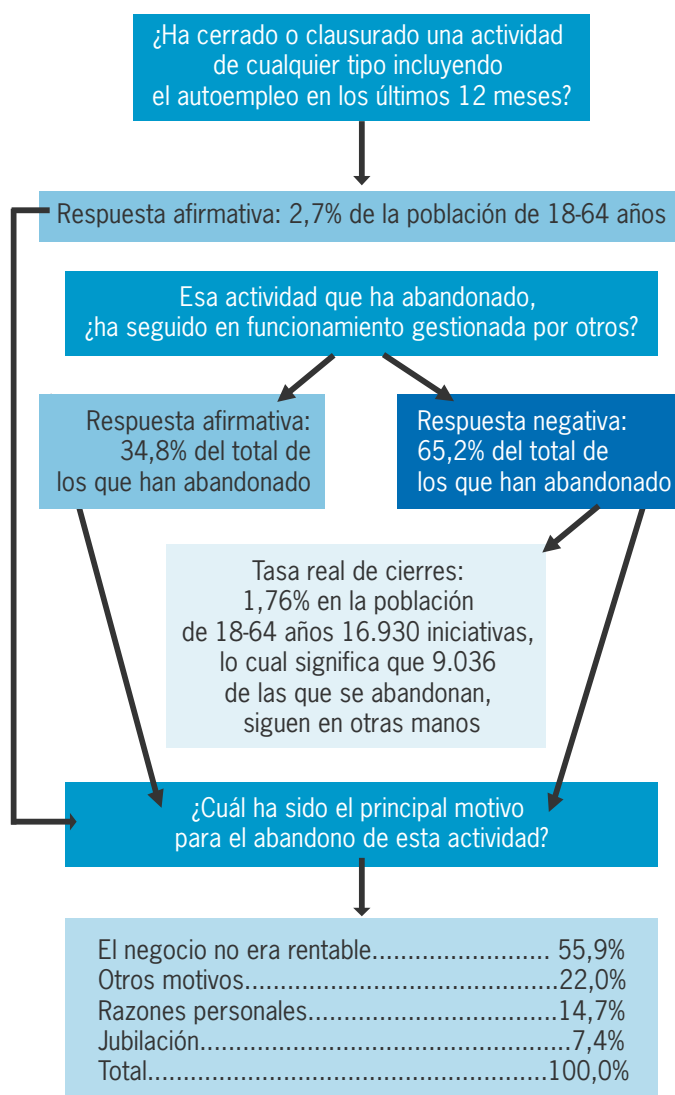 ¿Ha cerrado o clausurado una actividad
de cualquier tipo incluyendo
el autoempleo en los últimos 12 meses?
Respuesta afirmativa: 2,7% de la población de 18-64 años
Esa actividad que ha abandonado,
¿ha seguido en funcionamiento gestionada por otros?
Respuesta afirmativa:
34,8% del total de
los que han abandonado
Respuesta negativa:
65,2% del total de
los que han abandonado
Tasa real de cierres:
1,76% en la población
de 18-64 años 16.930 iniciativas,
lo cual significa que 9.036
de las que se abandonan,
siguen en otras manos
¿Cuál ha sido el principal motivo
para el abandono de esta actividad?
El negocio no era rentable........................ 55,9%
Otros motivos..........................................22,0%
Razones personales..................................14,7%
Jubilación..............................................7,4%
Total.....................................................100,0%